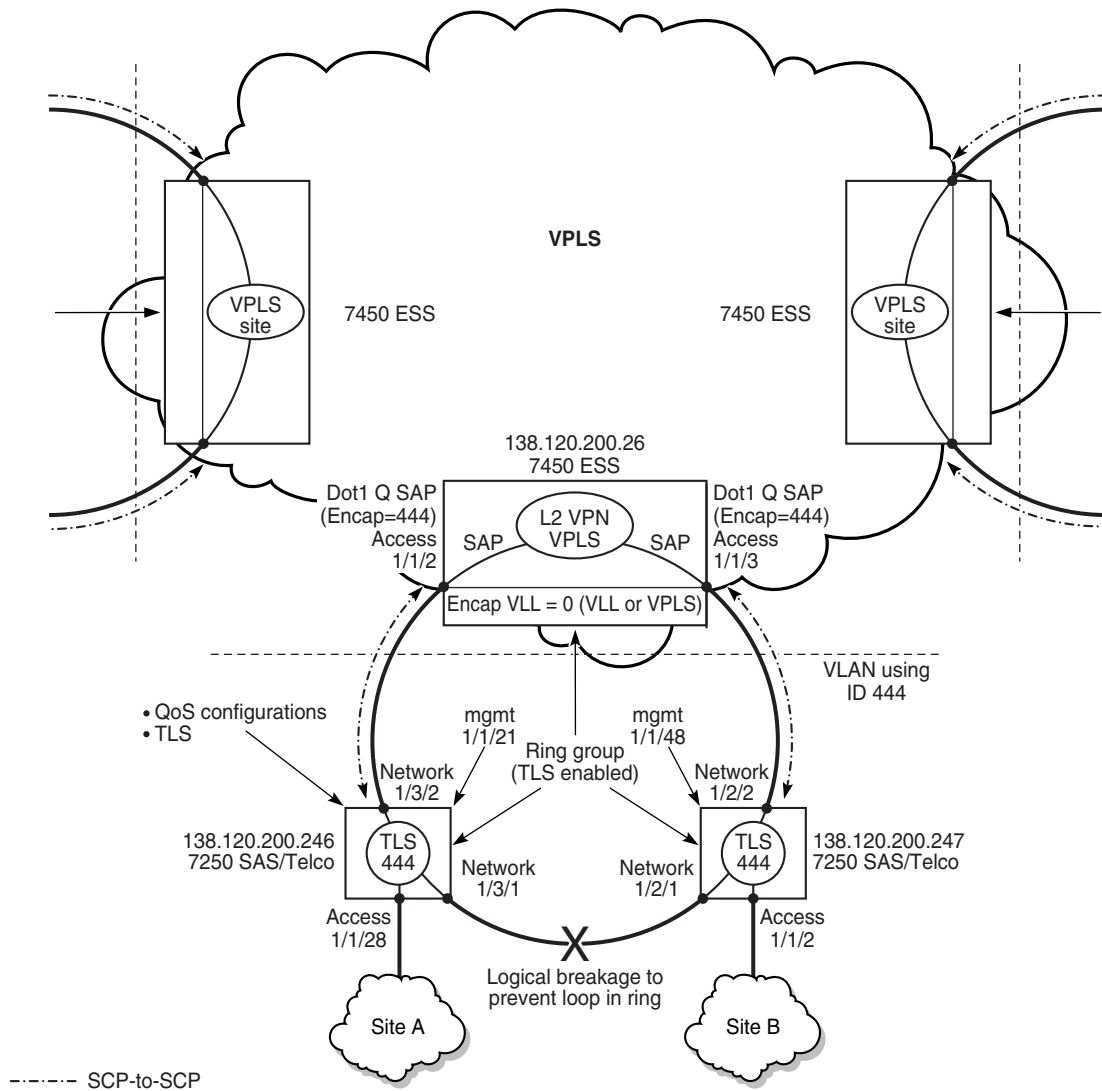 VPLS
VPLS
site
7450 ESS
7450 ESS
VPLS
site
138.120.200.26
7450 ESS
Dot1 Q SAP
(Encap=444)
Access
1/1/2
SAP
L2 VPN
VPLS
SAP
Dot1 Q SAP
(Encap=444)
Access
1/1/3
Encap VLL = 0 (VLL or VPLS)
VLAN using
ID 444
• QoS configurations
• TLS
mgmt
1/1/21
mgmt
1/1/48
Ring group
(TLS enabled)
Network
1/3/2
Network
1/2/2
138.120.200.246
7250 SAS/Telco
TLS
444
TLS
444
138.120.200.247
7250 SAS/Telco
Network
1/3/1
Network
1/2/1
Access
1/1/28
Access
1/1/2
X
Logical breakage to
prevent loop in ring
Site A
Site B
SCP-to-SCP